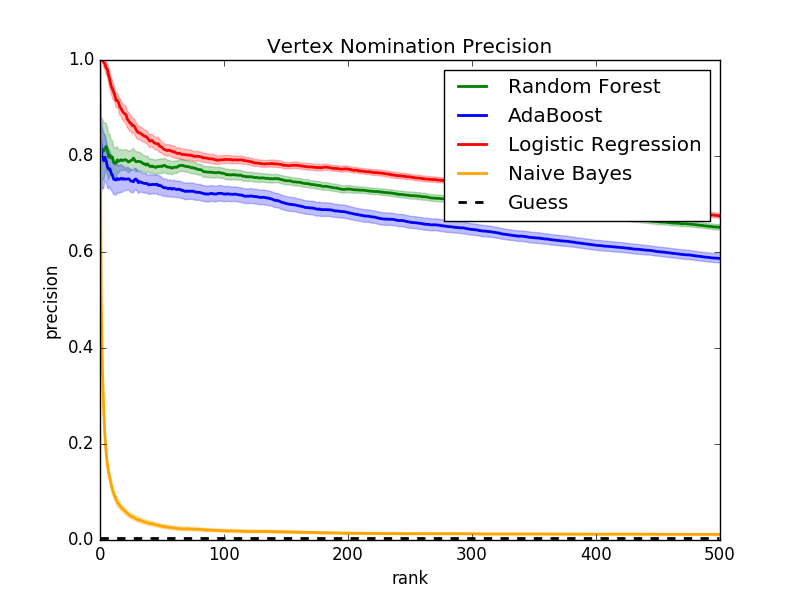 Vertex Nomination Precision
1.0
0.8
0.6
0.4
0.2
0.0
precision
Random Forest
AdaBoost
Logistic Regression
Naive Bayes
Guess
0 100 200 300 400 500
rank